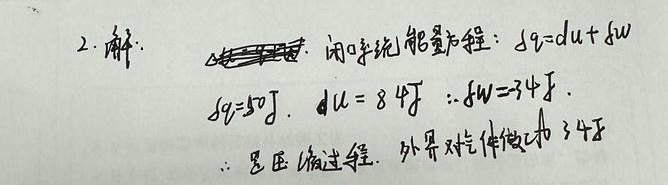 2. 解: 闭口系统能量方程: δq=du+δw
δq=50J. du=84J ∴δw=-34J.
∴ 是压缩过程. 外界对气体做功为34J